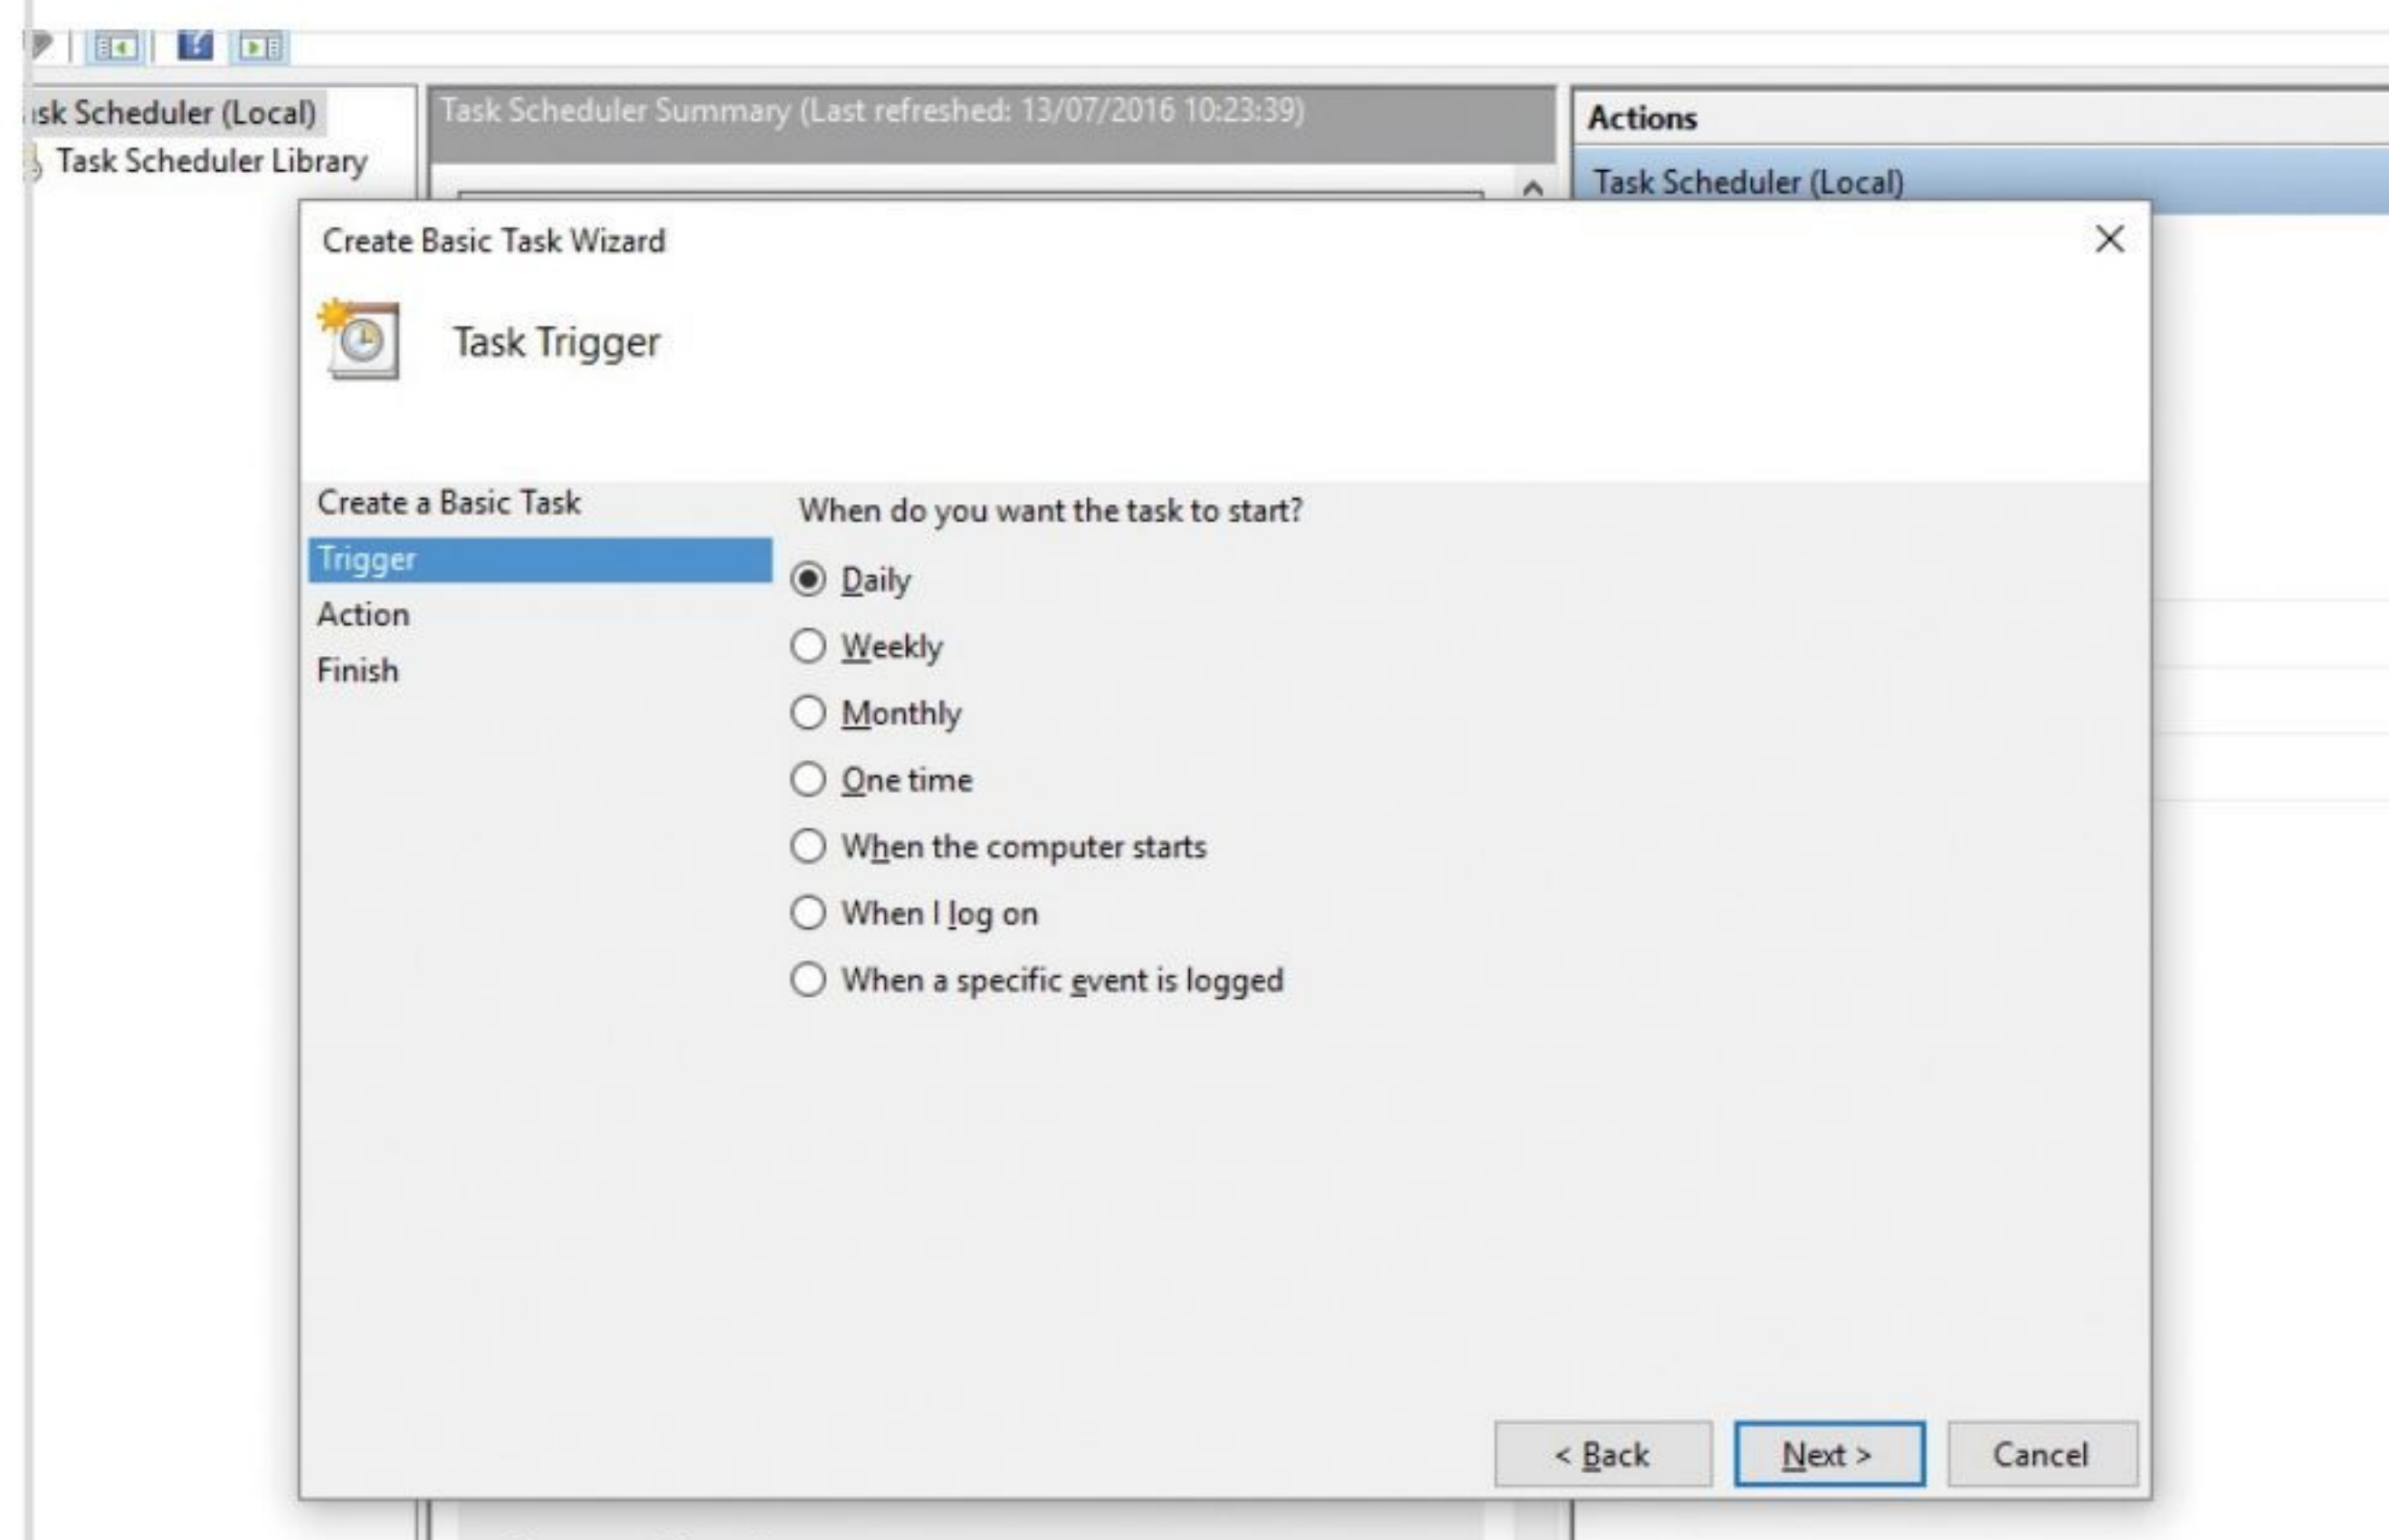 Task Scheduler Summary (Last refreshed: 13/07/2016 10:23:39)
Actions
Scheduler (Local)
Task Scheduler Library
Task Scheduler (Local)
Create Basic Task Wizard
Task Trigger
Create a Basic Task
Trigger
Action
Finish
When do you want the task to start?
Daily
Weekly
Monthly
One time
When the computer starts
When I log on
When a specific event is logged
< Back
Next >
Cancel